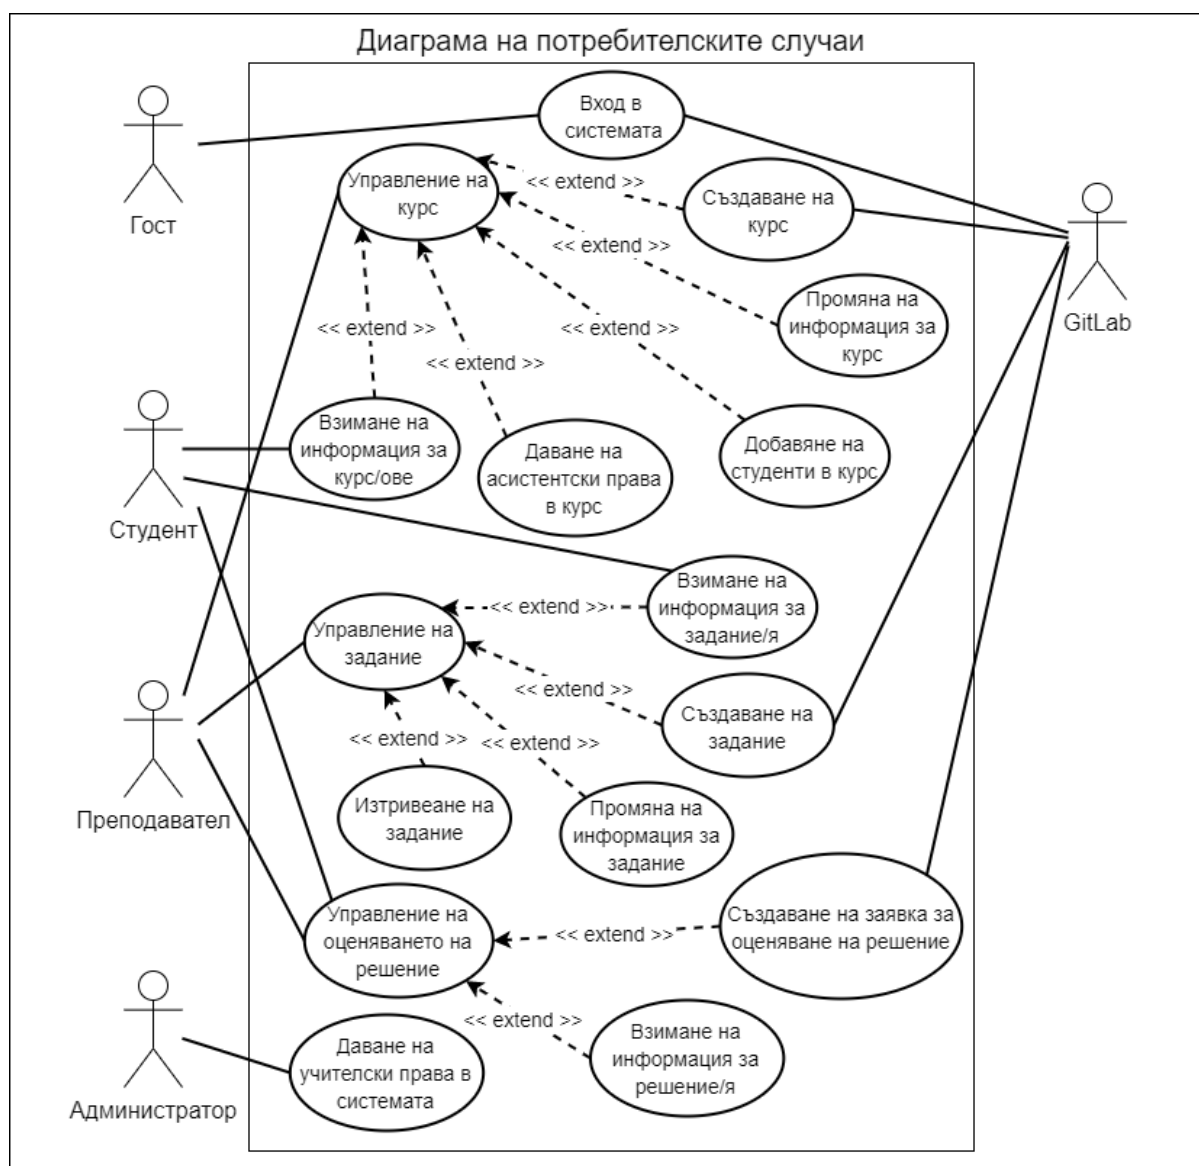 Диаграма на потребителските случаи
Вход в
системата
Гост
Управление на
курс
<< extend >>
Създаване на
курс
<< extend >>
Промяна на
информация за
курс
GitLab
<< extend >>
<< extend >>
<< extend >>
Взимане на
информация за
курс/ове
Даване на
асистентски права
в курс
Добавяне на
студенти в курс
Студент
Взимане на
информация за
задание/я
<< extend >>
Управление на
задание
<< extend >>
Създаване на
задание
<< extend >>
<< extend >>
Преподавател
Изтривеане на
задание
Промяна на
информация за
задание
Управление на
оценяването на
решение
<< extend >>
Създаване на заявка за
оценяване на решение
<< extend >>
Взимане на
информация за
решение/я
Даване на
учителски права в
системата
Администратор